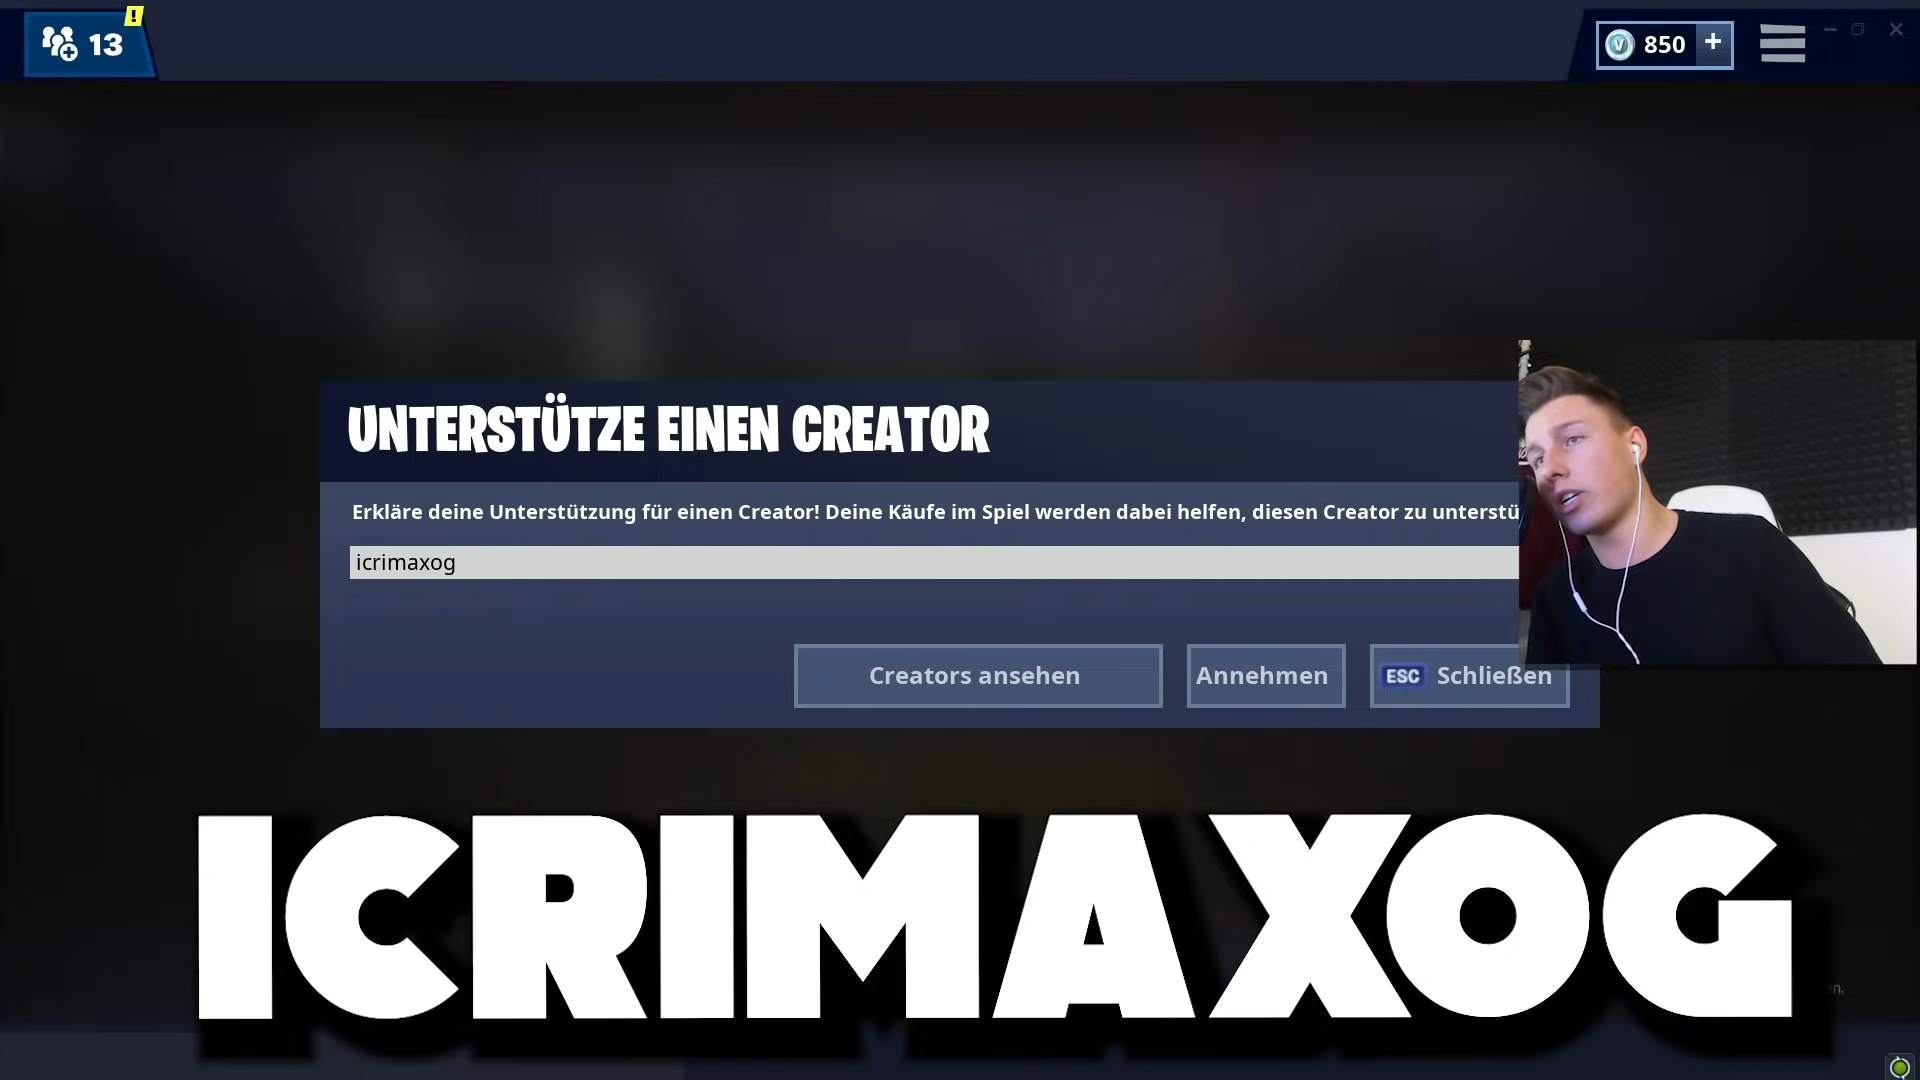 13
!
850 +
UNTERSTÜTZE EINEN CREATOR
Erkläre deine Unterstützung für einen Creator! Deine Käufe im Spiel werden dabei helfen, diesen Creator zu unterstü
icrimaxog
Creators ansehen
Annehmen
ESC Schließen
ICRIMAXOG
en,